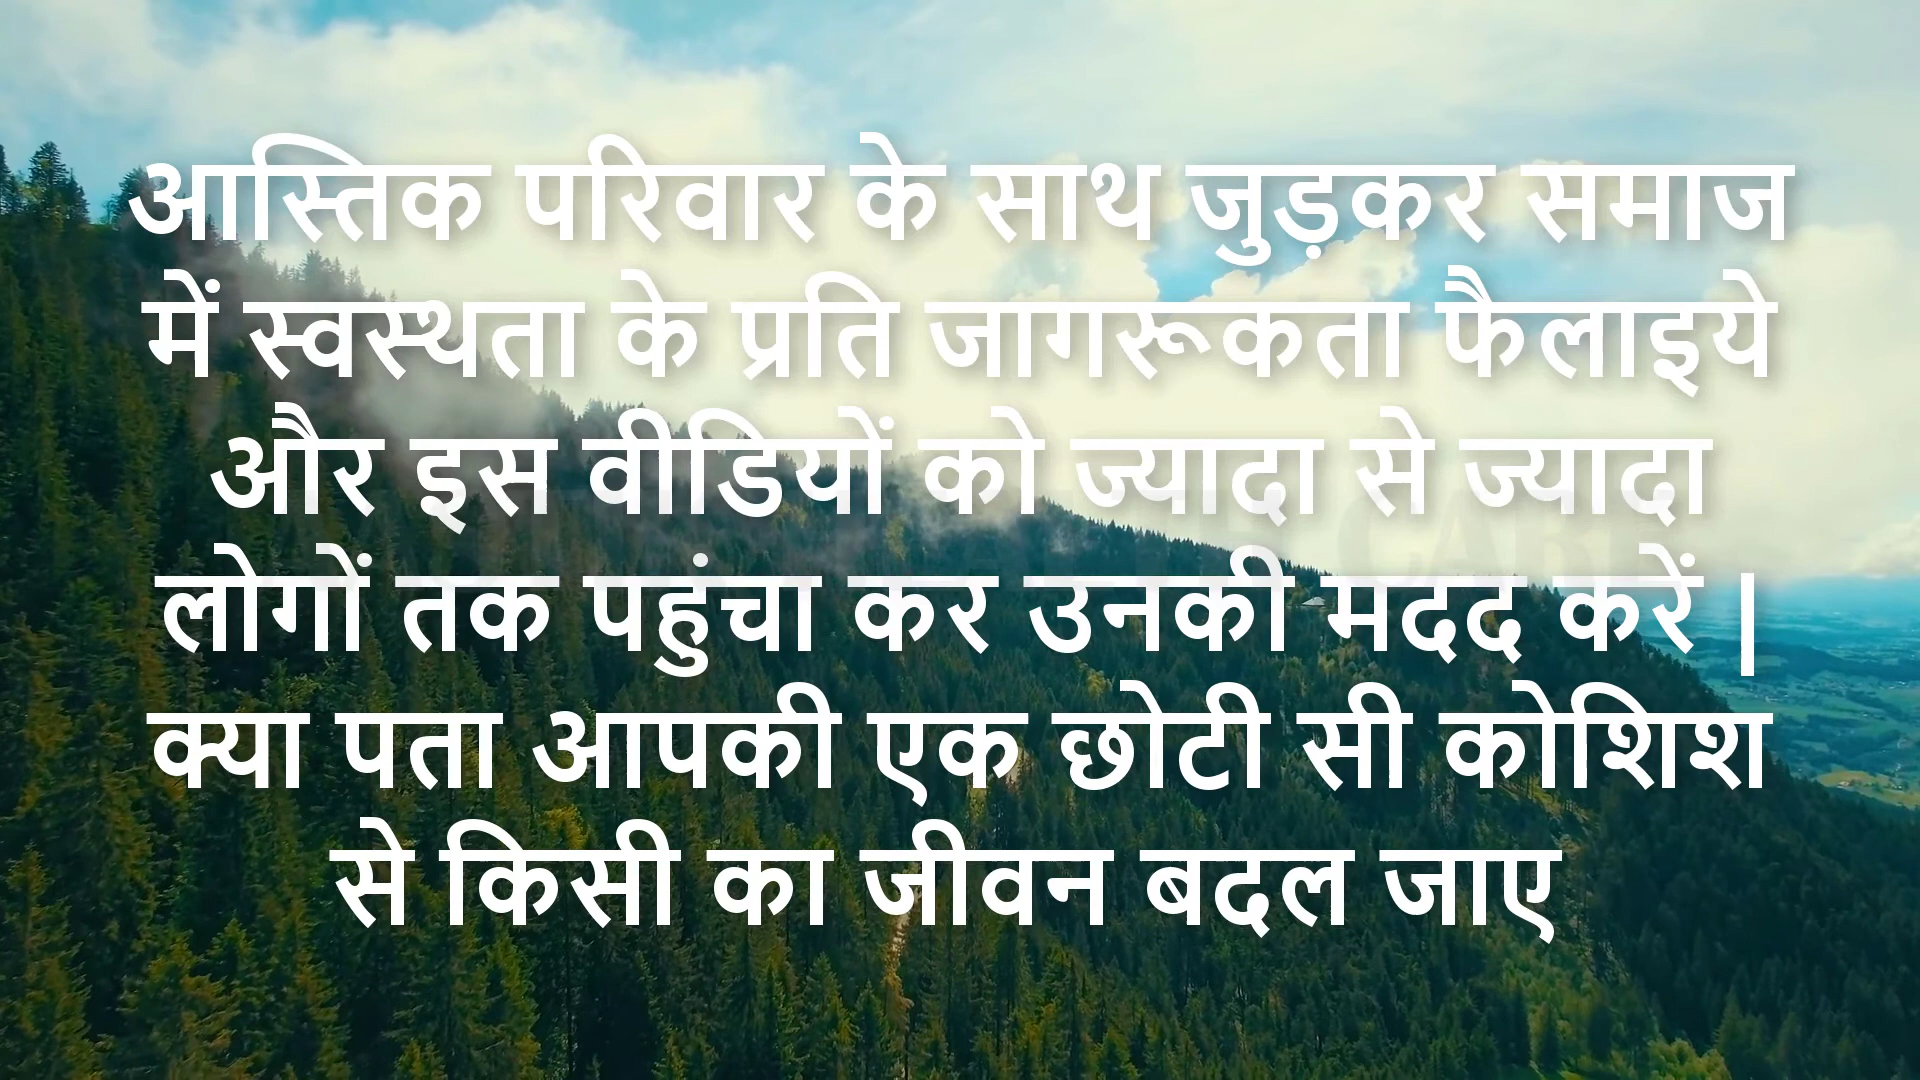 आस्तिक परिवार के साथ जुड़कर समाज
में स्वस्थता के प्रति जागरूकता फैलाइये
और इस वीडियों को ज्यादा से ज्यादा
लोगों तक पहुंचा कर उनकी मदद करें |
क्या पता आपकी एक छोटी सी कोशिश
से किसी का जीवन बदल जाए